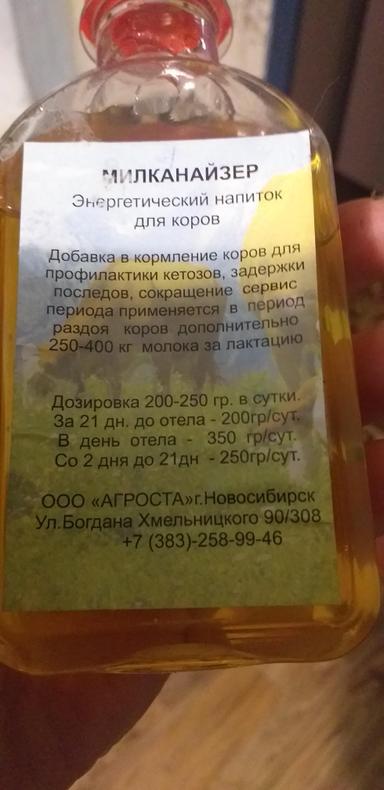 МИЛКАНАЙЗЕР
Энергетический напиток
для коров
Добавка в кормление коров для
профилактики кетозов, задержки
последов, сокращение сервис
периода применяется в период
раздоя коров дополнительно
250-400 кг молока за лактацию
Дозировка 200-250 гр. в сутки.
За 21 дн. до отела - 200гр/сут.
В день отела - 350 гр/сут.
Со 2 дня до 21дн - 250гр/сут.
ООО «АГРОСТА»г.Новосибирск
Ул.Богдана Хмельницкого 90/308
+7 (383)-258-99-46